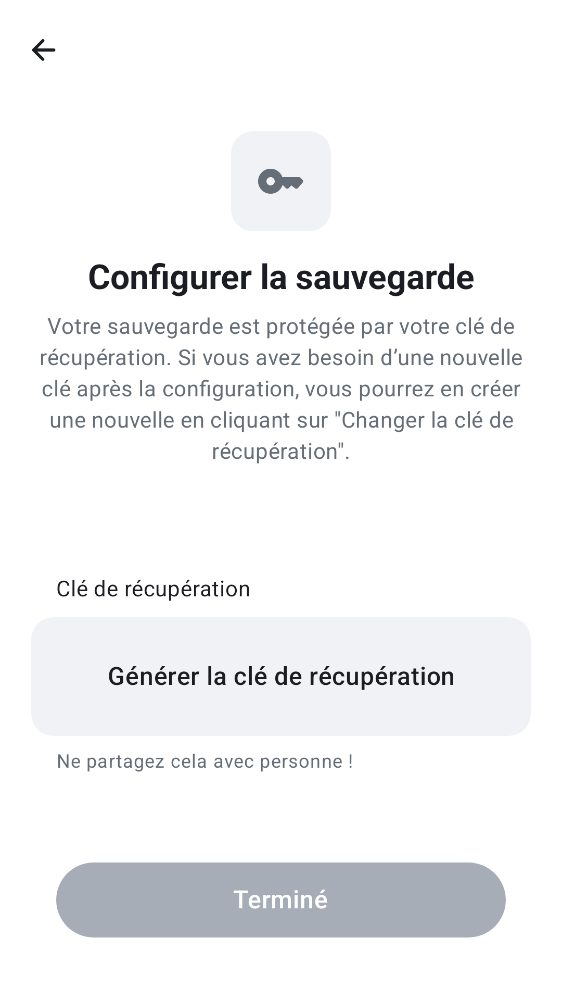 Configurer la sauvegarde
Votre sauvegarde est protégée par votre clé de
récupération. Si vous avez besoin d’une nouvelle
clé après la configuration, vous pourrez en créer
une nouvelle en cliquant sur "Changer la clé de
récupération".
Clé de récupération
Générer la clé de récupération
Ne partagez cela avec personne !
Terminé